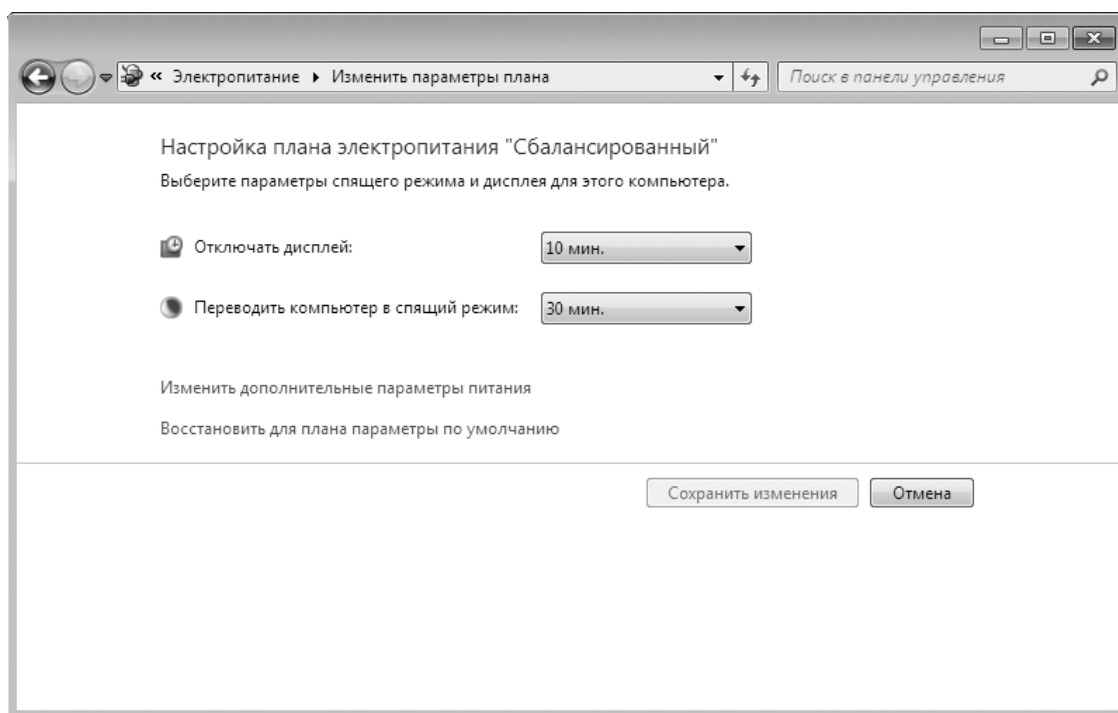 « Электропитание ▸ Изменить параметры плана
Поиск в панели управления
Настройка плана электропитания "Сбалансированный"
Выберите параметры спящего режима и дисплея для этого компьютера.
Отключать дисплей: 10 мин.
Переводить компьютер в спящий режим: 30 мин.
Изменить дополнительные параметры питания
Восстановить для плана параметры по умолчанию
Сохранить изменения Отмена